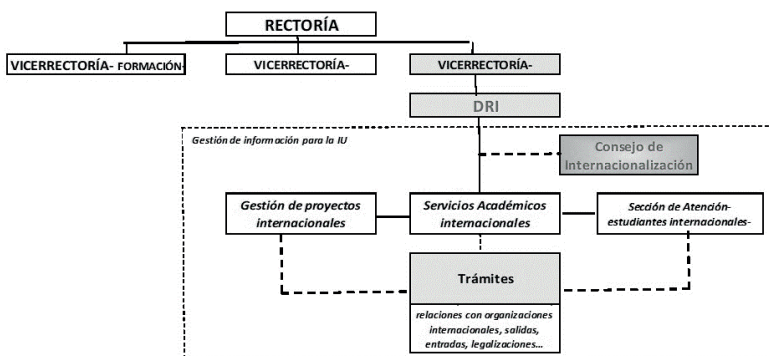 RECTORÍA
VICERRECTORÍA- FORMACIÓN-
VICERRECTORÍA-
VICERRECTORÍA-
DRI
Gestión de información para la IU
Consejo de
Internacionalización
Gestión de proyectos
internacionales
Servicios Académicos
internacionales
Sección de Atención-
estudiantes internacionales-
Trámites
relaciones con organizaciones
internacionales, salidas,
entradas, legalizaciones...